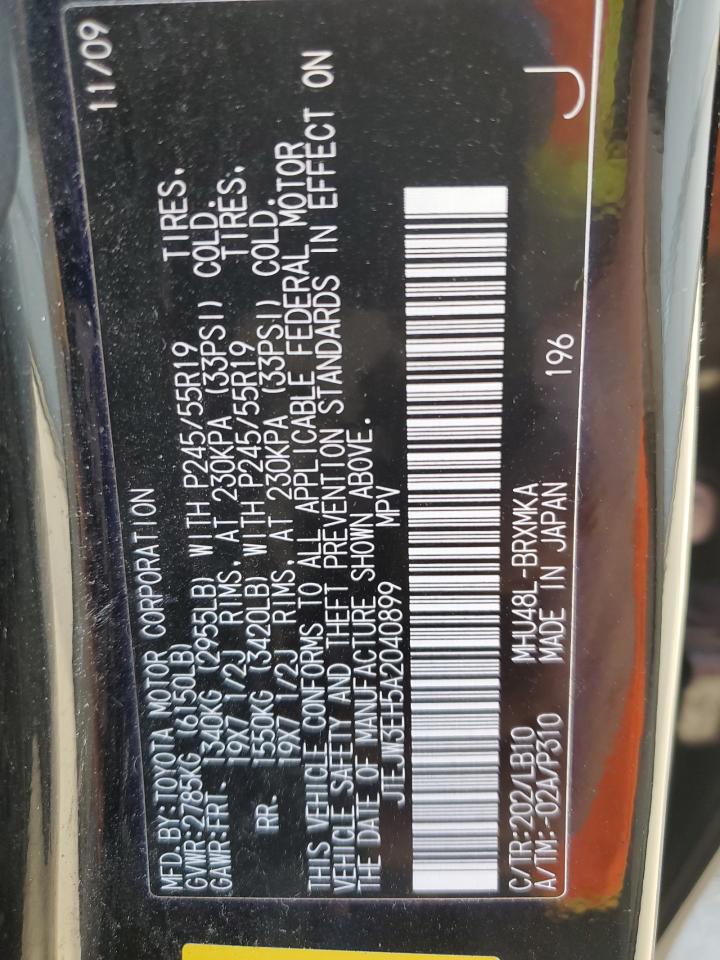 MFD.BY:TOYOTA MOTOR CORPORATION 11/09
GVWR:2785KG (6150LB)
GAWR:FRT. 1340KG (2955LB) WITH P245/55R19 TIRES.
19X7 1/2J RIMS, AT 230KPA (33PSI) COLD.
RR. 1550KG (3420LB) WITH P245/55R19 TIRES.
19X7 1/2J RIMS, AT 230KPA (33PSI) COLD.
THIS VEHICLE CONFORMS TO ALL APPLICABLE FEDERAL MOTOR
VEHICLE SAFETY AND THEFT PREVENTION STANDARDS IN EFFECT ON
THE DATE OF MANUFACTURE SHOWN ABOVE.
JTEJW3EH5A2040899 MPV
C/TR:202/LB10 MHU48L-BRXMKA
A/TM:-02A/P310 MADE IN JAPAN 196 J